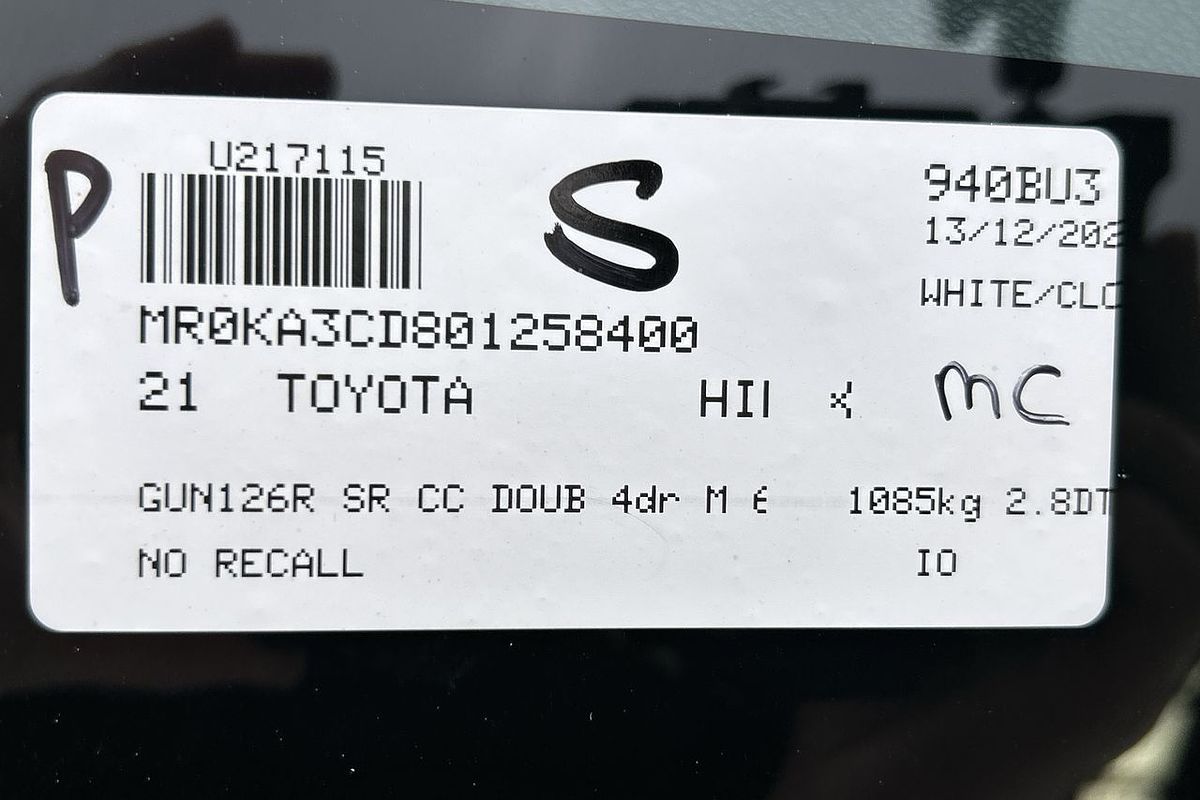 U217115
P
S
940BU3
13/12/202
WHITE/CLO
MR0KA3CD801258400
21 TOYOTA
MC
GUN126R SR CC DOUB 4dr M 1085kg 2.8DT
NO RECALL
IO